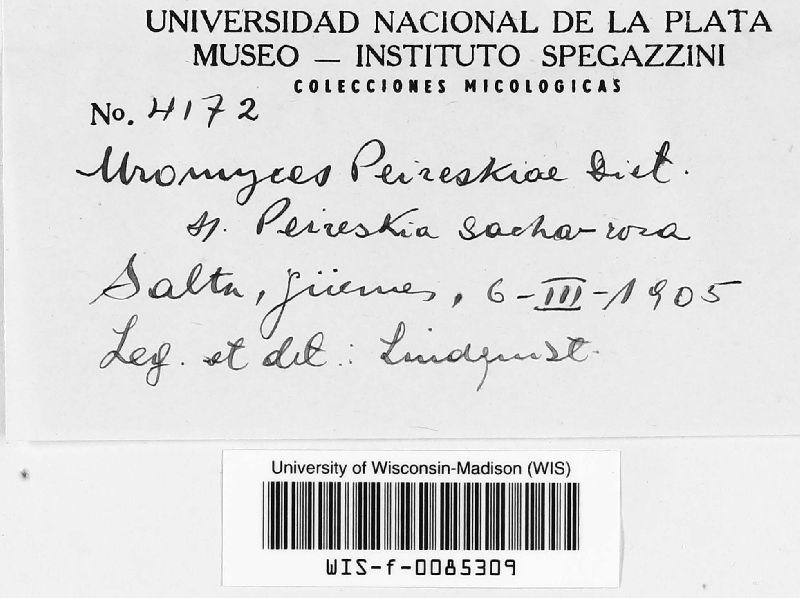 UNIVERSIDAD NACIONAL DE LA PLATA
MUSEO — INSTITUTO SPEGAZZINI
COLECCIONES MICOLOGICAS
No. 4172
Uromyces Peireskiae Diet.
s/. Peireskia sacha-rosa
Salta, Güemes, 6-III-1905
Leg. et det.: Lindquist.
University of Wisconsin-Madison (WIS)
WIS-f-0085309